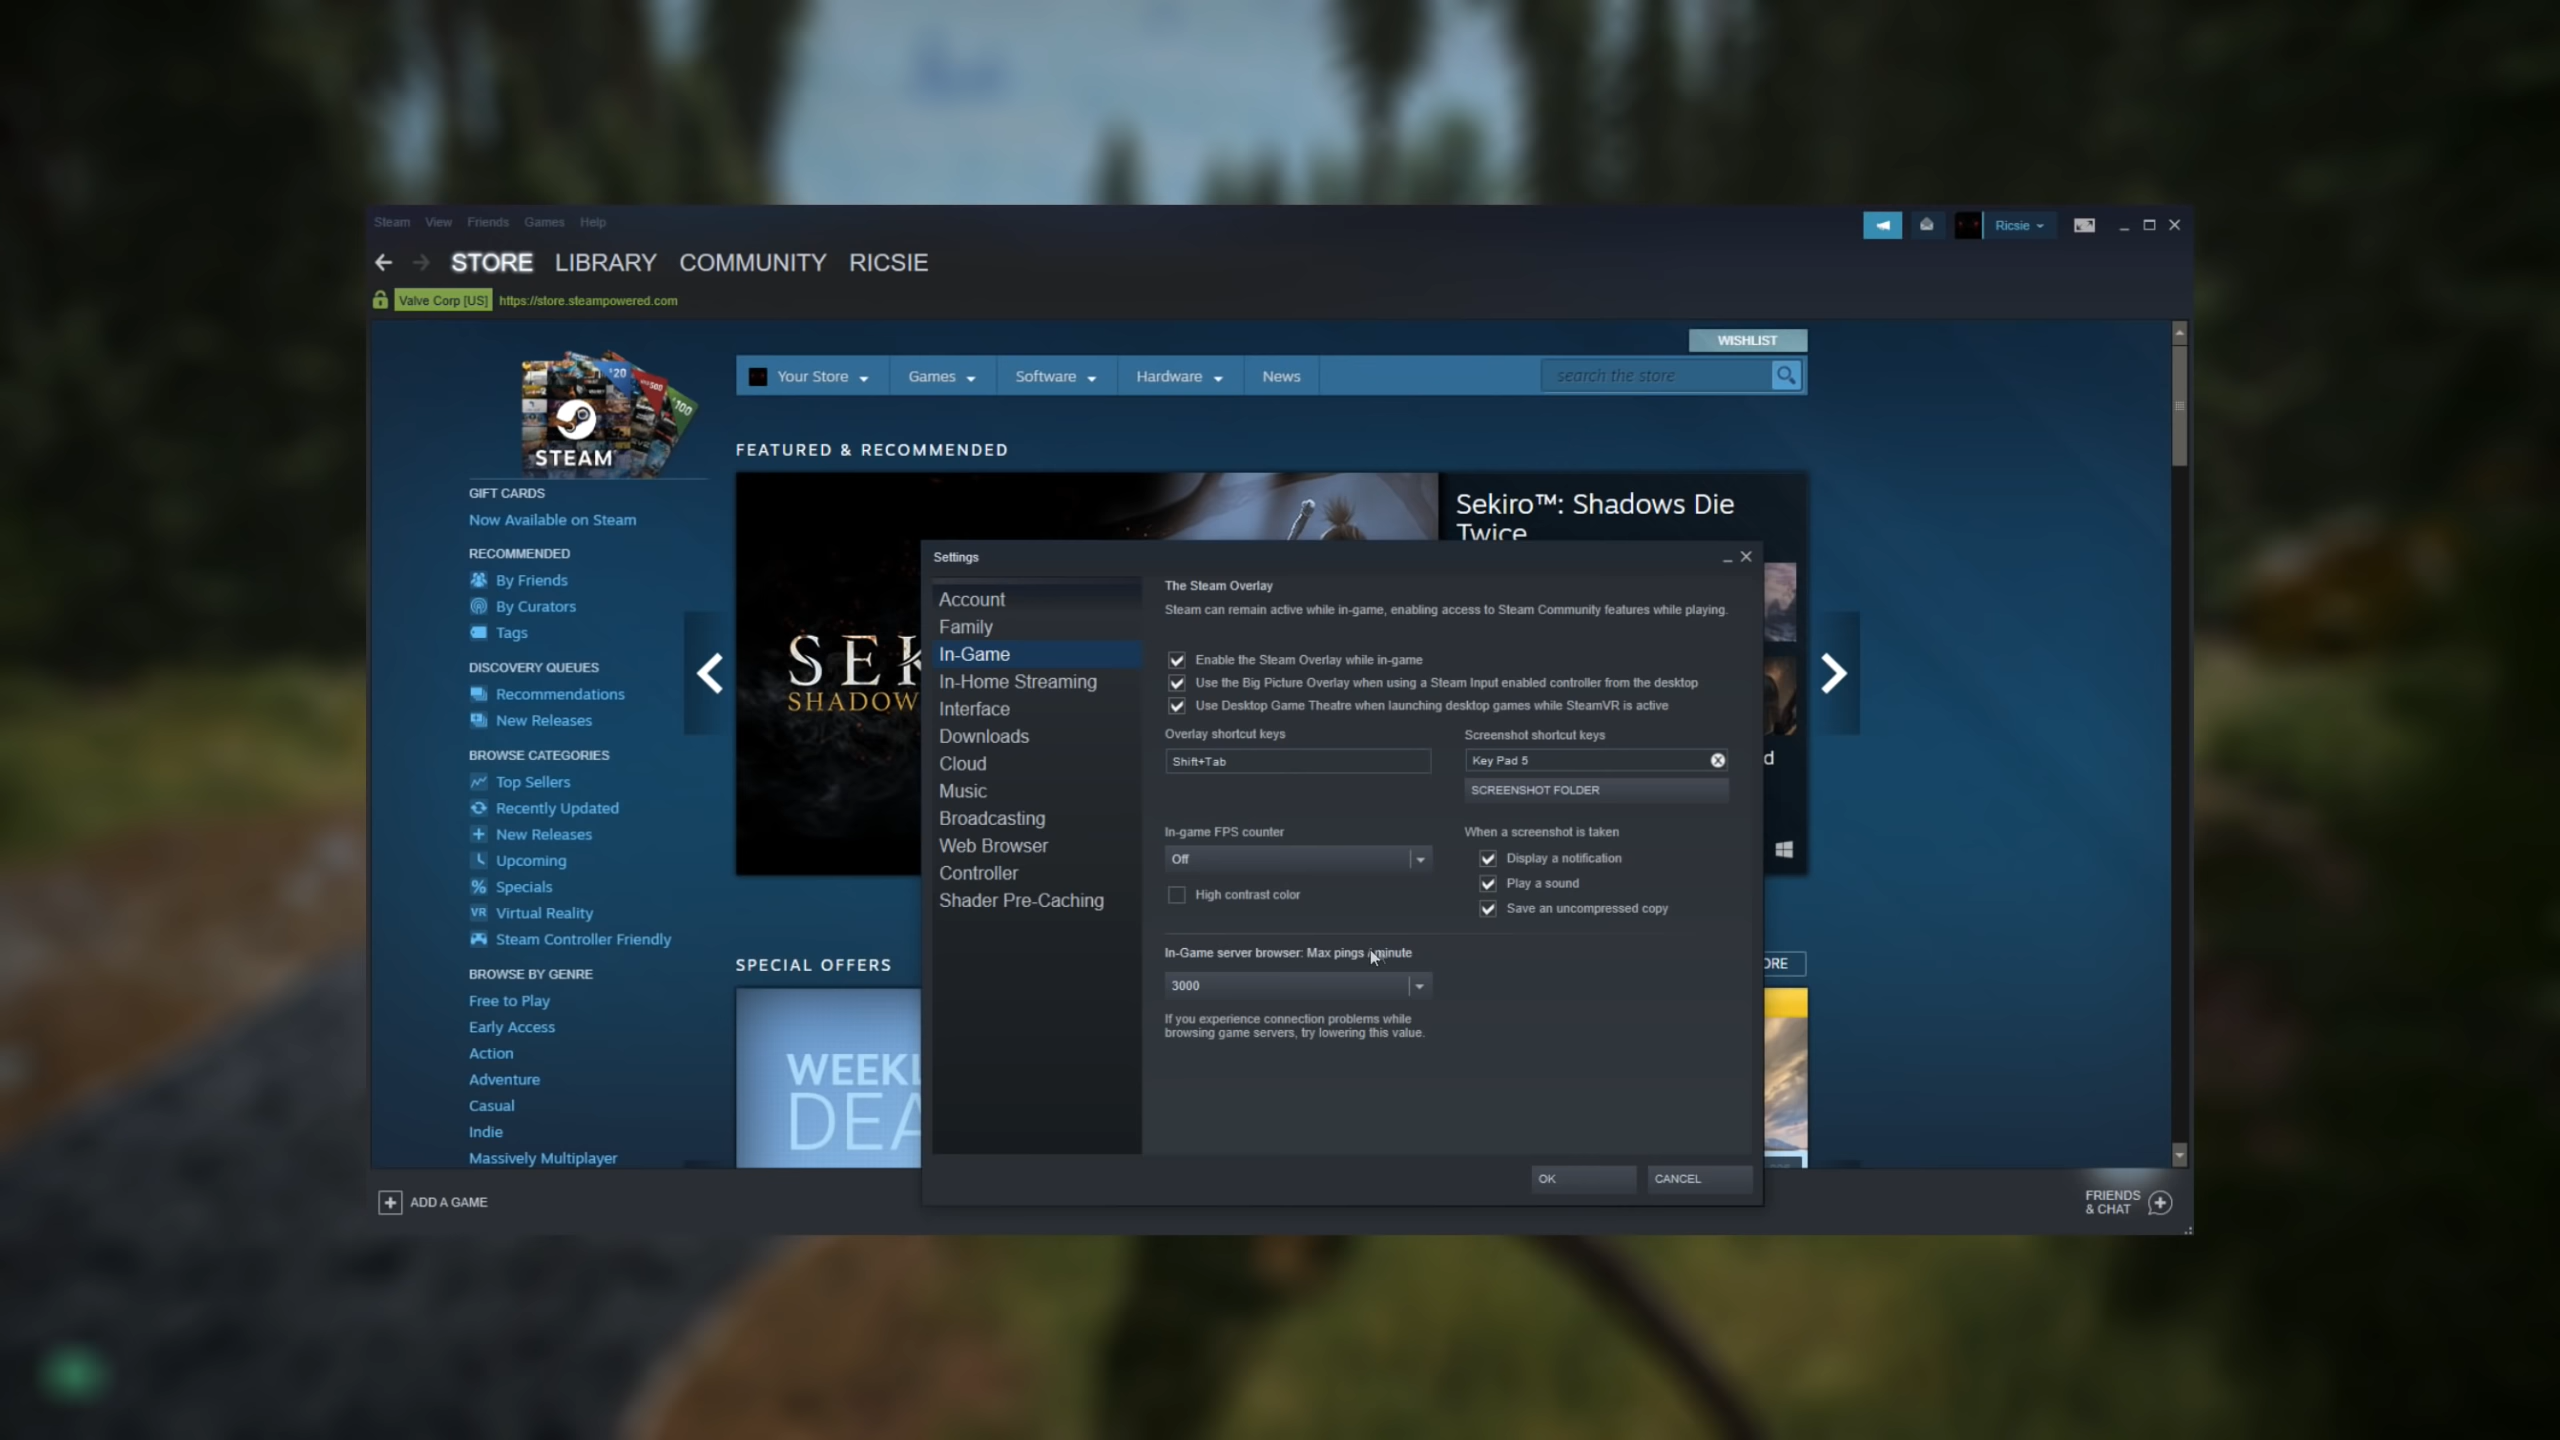 Steam View Friends Games Help
Ricsie
STORE LIBRARY COMMUNITY RICSIE
Valve Corp [US] https://store.steampowered.com
WISHLIST
$20
$100
STEAM
Your Store Games Software Hardware News search the store
FEATURED & RECOMMENDED
GIFT CARDS
Now Available on Steam
RECOMMENDED
By Friends
By Curators
Tags
DISCOVERY QUEUES
Recommendations
New Releases
BROWSE CATEGORIES
Top Sellers
Recently Updated
New Releases
Upcoming
% Specials
VR Virtual Reality
Steam Controller Friendly
BROWSE BY GENRE
Free to Play
Early Access
Action
Adventure
Casual
Indie
Massively Multiplayer
Sekiro™: Shadows Die
Twice
SEK
SHADOW
d
SPECIAL OFFERS
ORE
WEEKL
DEA
Settings
Account
Family
In-Game
In-Home Streaming
Interface
Downloads
Cloud
Music
Broadcasting
Web Browser
Controller
Shader Pre-Caching
The Steam Overlay
Steam can remain active while in-game, enabling access to Steam Community features while playing.
Enable the Steam Overlay while in-game
Use the Big Picture Overlay when using a Steam Input enabled controller from the desktop
Use Desktop Game Theatre when launching desktop games while SteamVR is active
Overlay shortcut keys
Shift+Tab
Screenshot shortcut keys
Key Pad 5
SCREENSHOT FOLDER
In-game FPS counter
Off
High contrast color
When a screenshot is taken
Display a notification
Play a sound
Save an uncompressed copy
In-Game server browser: Max pings / minute
3000
If you experience connection problems while
browsing game servers, try lowering this value.
OK CANCEL
ADD A GAME
FRIENDS
& CHAT